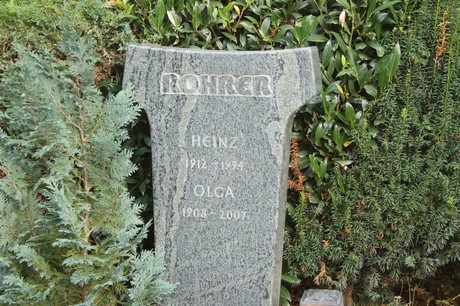 ROHRER
HEINZ
1912 - 1994
OLGA
1908 - 2007